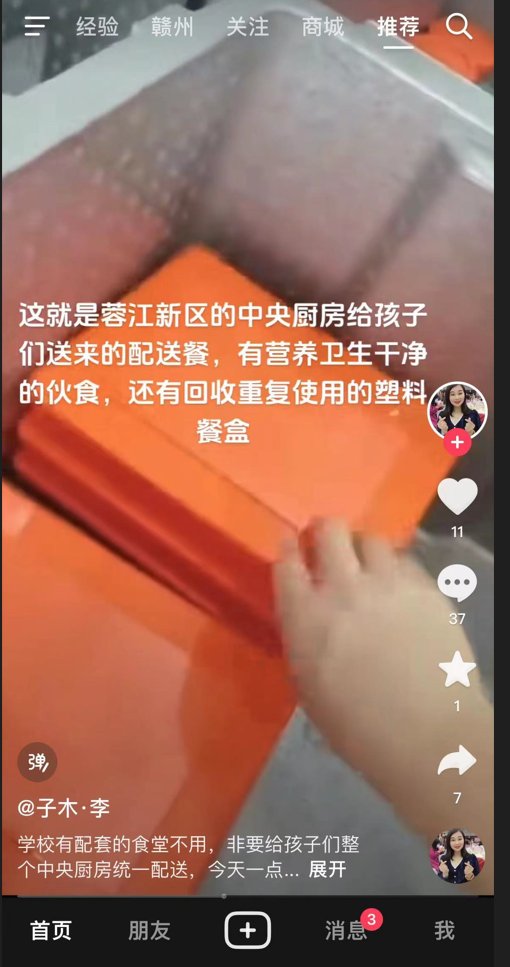 经验 赣州 关注 商城 推荐
这就是蓉江新区的中央厨房给孩子
们送来的配送餐，有营养卫生干净
的伙食，还有回收重复使用的塑料
餐盒
11
37
1
7
弹
@子木·李
学校有配套的食堂不用，非要给孩子们整
个中央厨房统一配送，今天一点... 展开
首页 朋友 消息 3 我